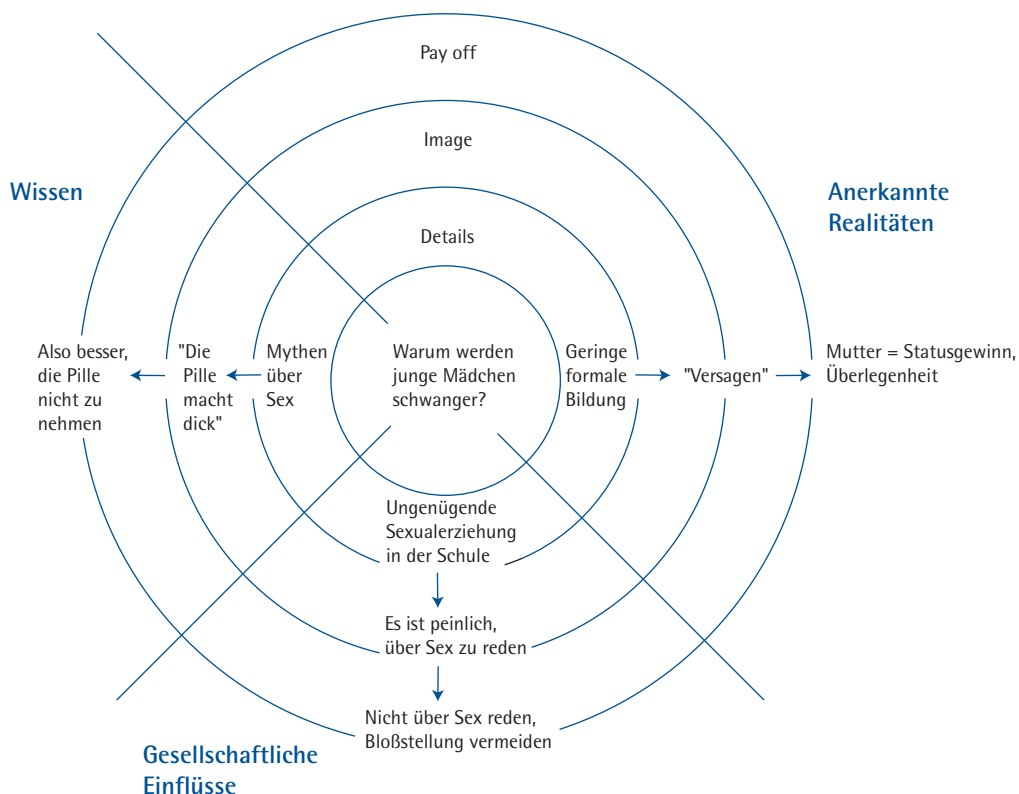 Pay off
Image
Details
Wissen
Anerkannte
Realitäten
Also besser,
die Pille
nicht zu
nehmen
"Die
Pille
macht
dick"
Mythen
über
Sex
Warum werden
junge Mädchen
schwanger?
Geringe
formale
Bildung
"Versagen"
Mutter = Statusgewinn,
Überlegenheit
Ungenügende
Sexualerziehung
in der Schule
Es ist peinlich,
über Sex zu reden
Nicht über Sex reden,
Bloßstellung vermeiden
Gesellschaftliche
Einflüsse